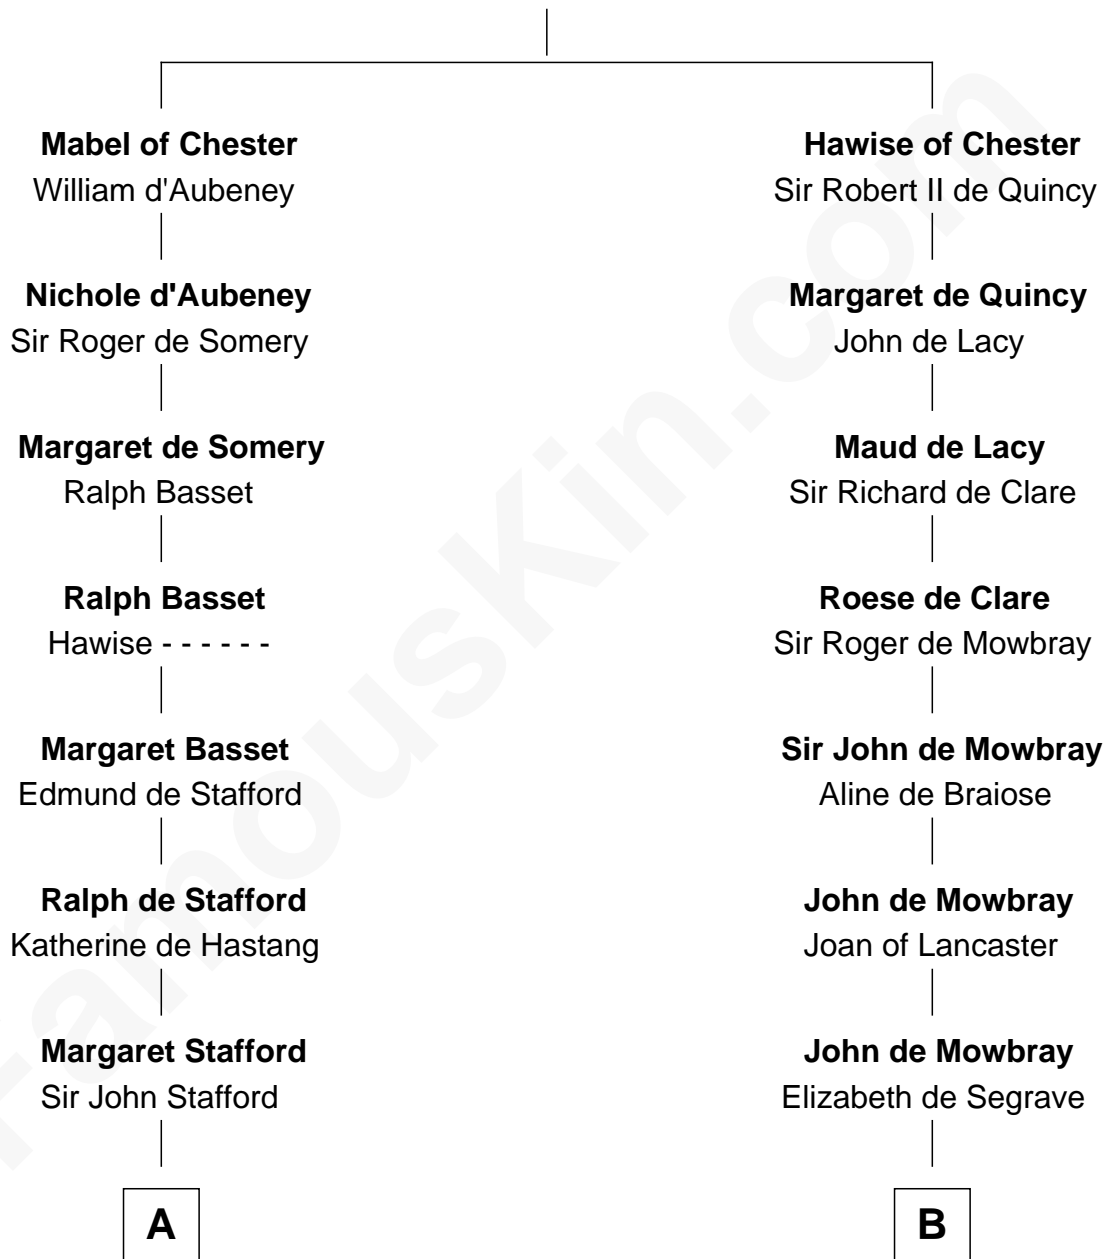 Mabel of Chester
William d'Aubeney
Nichole d'Aubeney
Sir Roger de Somery
Margaret de Somery
Ralph Basset
Ralph Basset
Hawise - - - - - -
Margaret Basset
Edmund de Stafford
Ralph de Stafford
Katherine de Hastang
Margaret Stafford
Sir John Stafford
A
Hawise of Chester
Sir Robert II de Quincy
Margaret de Quincy
John de Lacy
Maud de Lacy
Sir Richard de Clare
Roese de Clare
Sir Roger de Mowbray
Sir John de Mowbray
Aline de Braiose
John de Mowbray
Joan of Lancaster
John de Mowbray
Elizabeth de Segrave
B
FamousKin.com